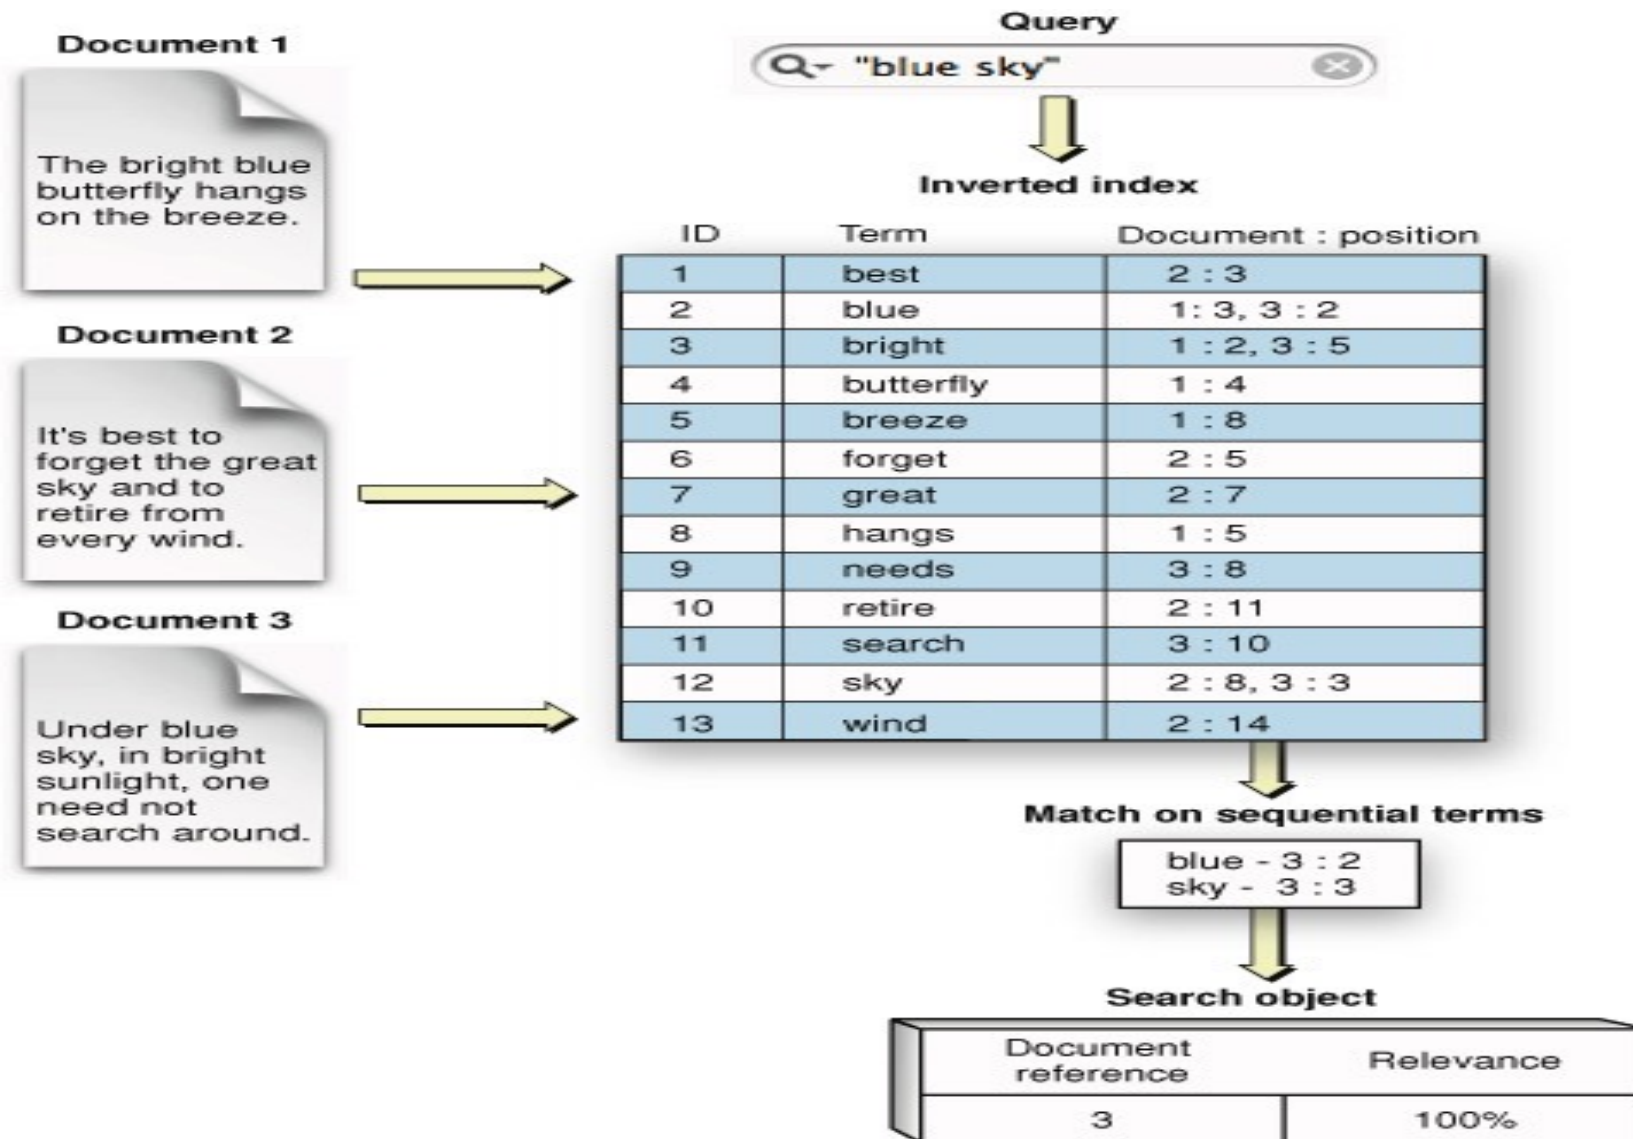 Document 1
The bright blue
butterfly hangs
on the breeze.
Document 2
It's best to
forget the great
sky and to
retire from
every wind.
Document 3
Under blue
sky, in bright
sunlight, one
need not
search around.
Query
"blue sky"
Inverted index
ID Term Document : position
1 best 2 : 3
2 blue 1: 3, 3 : 2
3 bright 1 : 2, 3 : 5
4 butterfly 1 : 4
5 breeze 1 : 8
6 forget 2 : 5
7 great 2 : 7
8 hangs 1 : 5
9 needs 3 : 8
10 retire 2 : 11
11 search 3 : 10
12 sky 2 : 8, 3 : 3
13 wind 2 : 14
Match on sequential terms
blue - 3 : 2
sky - 3 : 3
Search object
Document
reference
Relevance
3 100%